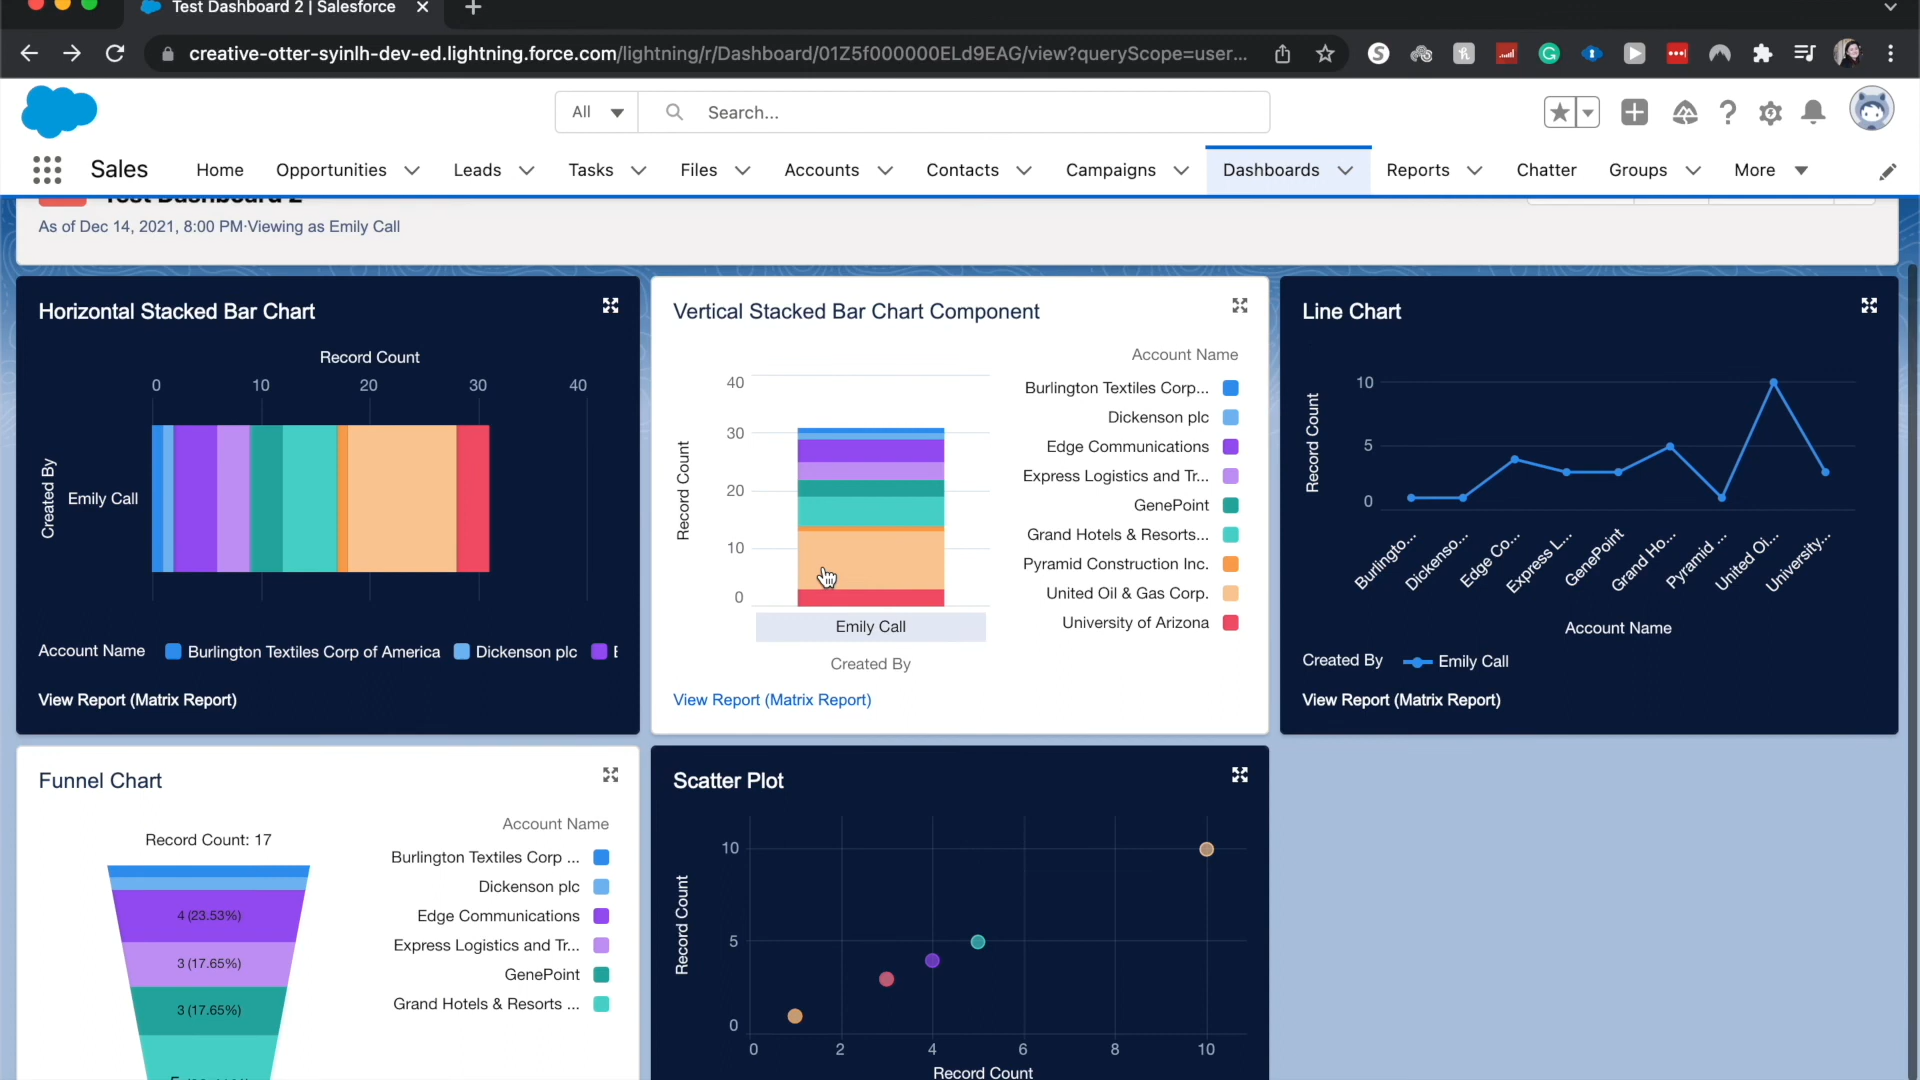 Test Dashboard 2 | Salesforce
creative-otter-syinlh-dev-ed.lightning.force.com/lightning/r/Dashboard/01Z5f000000ELd9EAG/view?queryScope=user...
All
Search...
Sales
Home
Opportunities
Leads
Tasks
Files
Accounts
Contacts
Campaigns
Dashboards
Reports
Chatter
Groups
More
Test Dashboard 2
As of Dec 14, 2021, 8:00 PM·Viewing as Emily Call
Horizontal Stacked Bar Chart
Record Count
0 10 20 30 40
Created By
Emily Call
Account Name Burlington Textiles Corp of America Dickenson plc
View Report (Matrix Report)
Vertical Stacked Bar Chart Component
Account Name
Burlington Textiles Corp...
Dickenson plc
Edge Communications
Express Logistics and Tr...
GenePoint
Grand Hotels & Resorts...
Pyramid Construction Inc.
United Oil & Gas Corp.
University of Arizona
Record Count
40
30
20
10
0
Emily Call
Created By
View Report (Matrix Report)
Line Chart
Record Count
10
5
0
Burlingto...
Dickenso...
Edge Co...
Express L...
GenePoint
Grand Ho...
Pyramid ...
United Oi...
University...
Account Name
Created By Emily Call
View Report (Matrix Report)
Funnel Chart
Account Name
Record Count: 17
Burlington Textiles Corp ...
Dickenson plc
Edge Communications
Express Logistics and Tr...
GenePoint
Grand Hotels & Resorts ...
4 (23.53%)
3 (17.65%)
3 (17.65%)
Scatter Plot
Record Count
10
5
0
0 2 4 6 8 10
Record Count